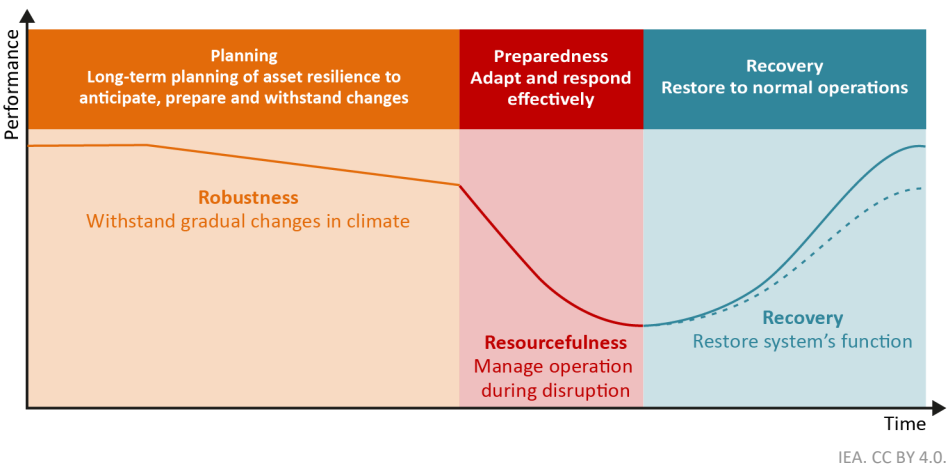 Performance
Planning
Long-term planning of asset resilience to
anticipate, prepare and withstand changes
Preparedness
Adapt and respond
effectively
Recovery
Restore to normal operations
Robustness
Withstand gradual changes in climate
Resourcefulness
Manage operation
during disruption
Recovery
Restore system’s function
Time
IEA. CC BY 4.0.